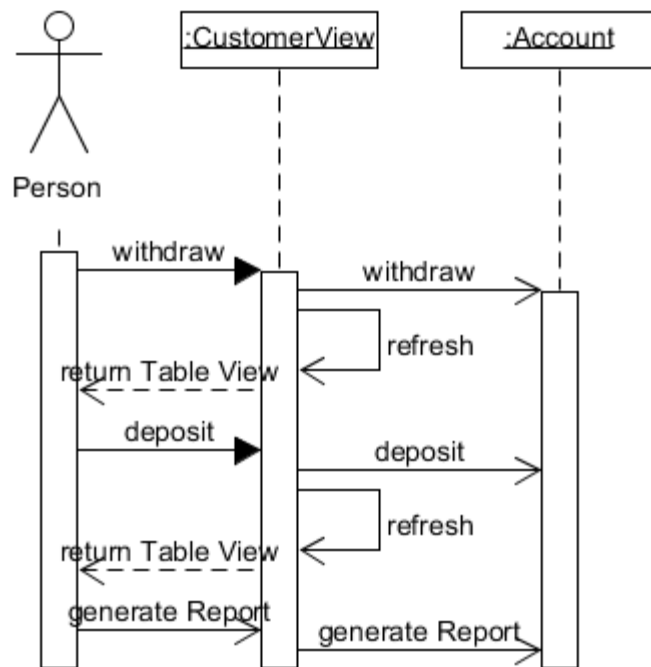 :CustomerView
:Account
Person
withdraw
withdraw
refresh
return Table View
deposit
deposit
refresh
return Table View
generate Report
generate Report